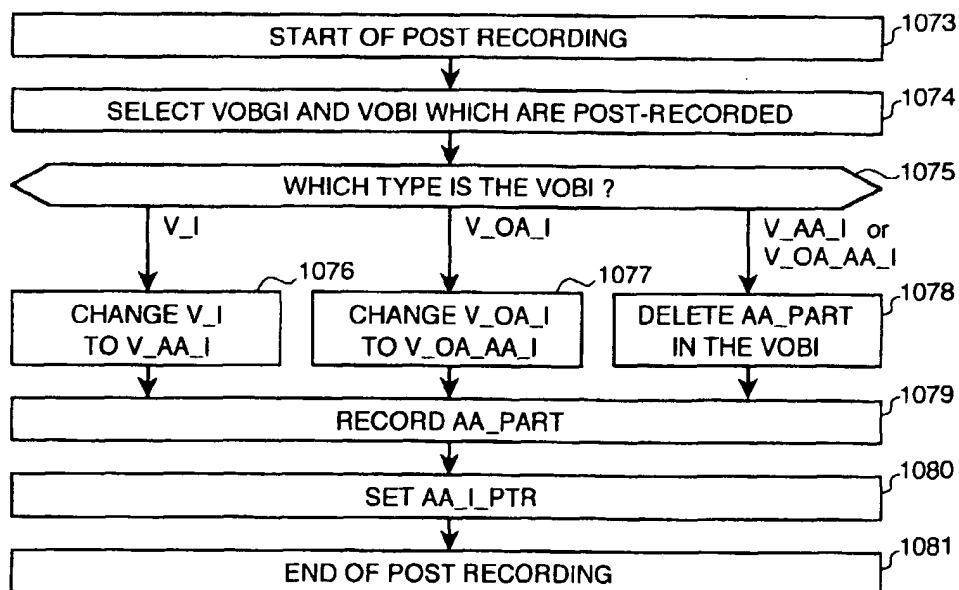 START OF POST RECORDING
1073
SELECT VOBGI AND VOBI WHICH ARE POST-RECORDED
1074
WHICH TYPE IS THE VOBI ?
1075
V_I
V_OA_I
V_AA_I or
V_OA_AA_I
1076
1077
1078
CHANGE V_I
TO V_AA_I
CHANGE V_OA_I
TO V_OA_AA_I
DELETE AA_PART
IN THE VOBI
RECORD AA_PART
1079
SET AA_I_PTR
1080
END OF POST RECORDING
1081